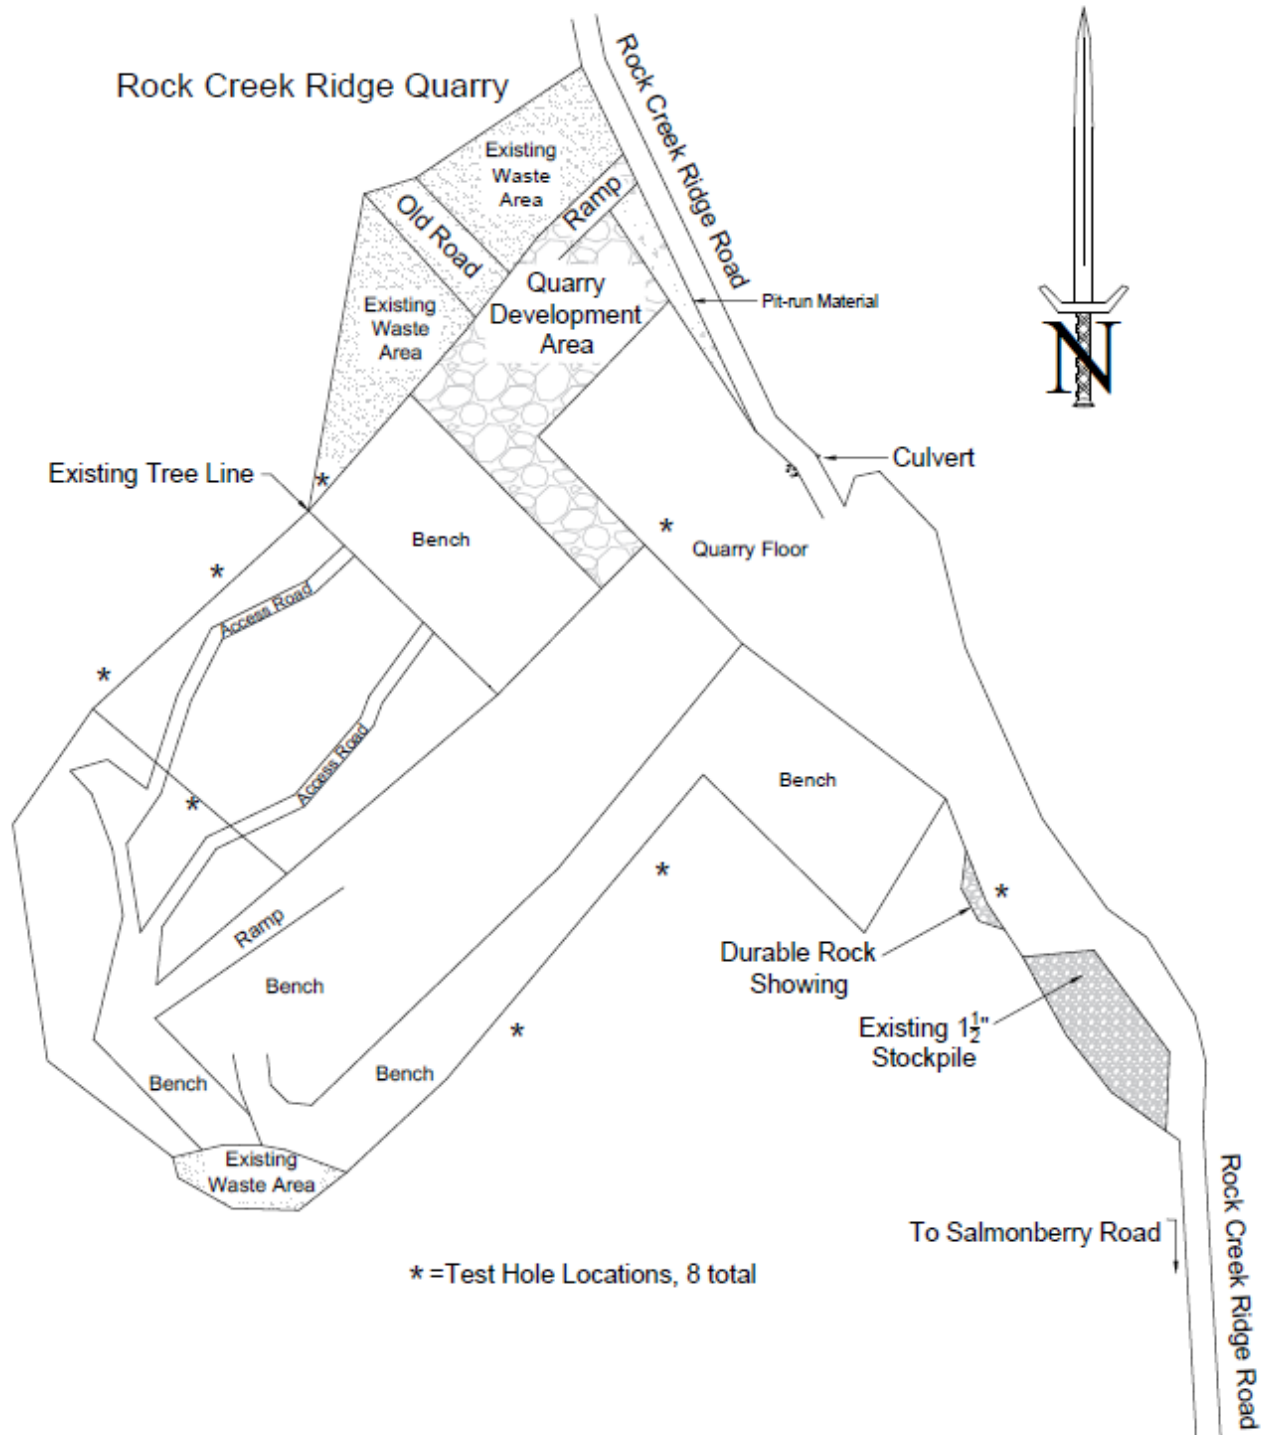 Rock Creek Ridge Quarry
Rock Creek Ridge Road
N
Existing
Waste
Area
Ramp
Old Road
Existing
Waste
Area
Quarry
Development
Area
Pit-run Material
Culvert
Existing Tree Line
*
Bench
*
Quarry Floor
*
Access Road
*
*
Access Road
Bench
*
*
Ramp
Durable Rock
Showing
Bench
Existing 1 1/2"
Stockpile
*
Bench
Bench
Existing
Waste Area
Rock Creek Ridge Road
To Salmonberry Road
* =Test Hole Locations, 8 total